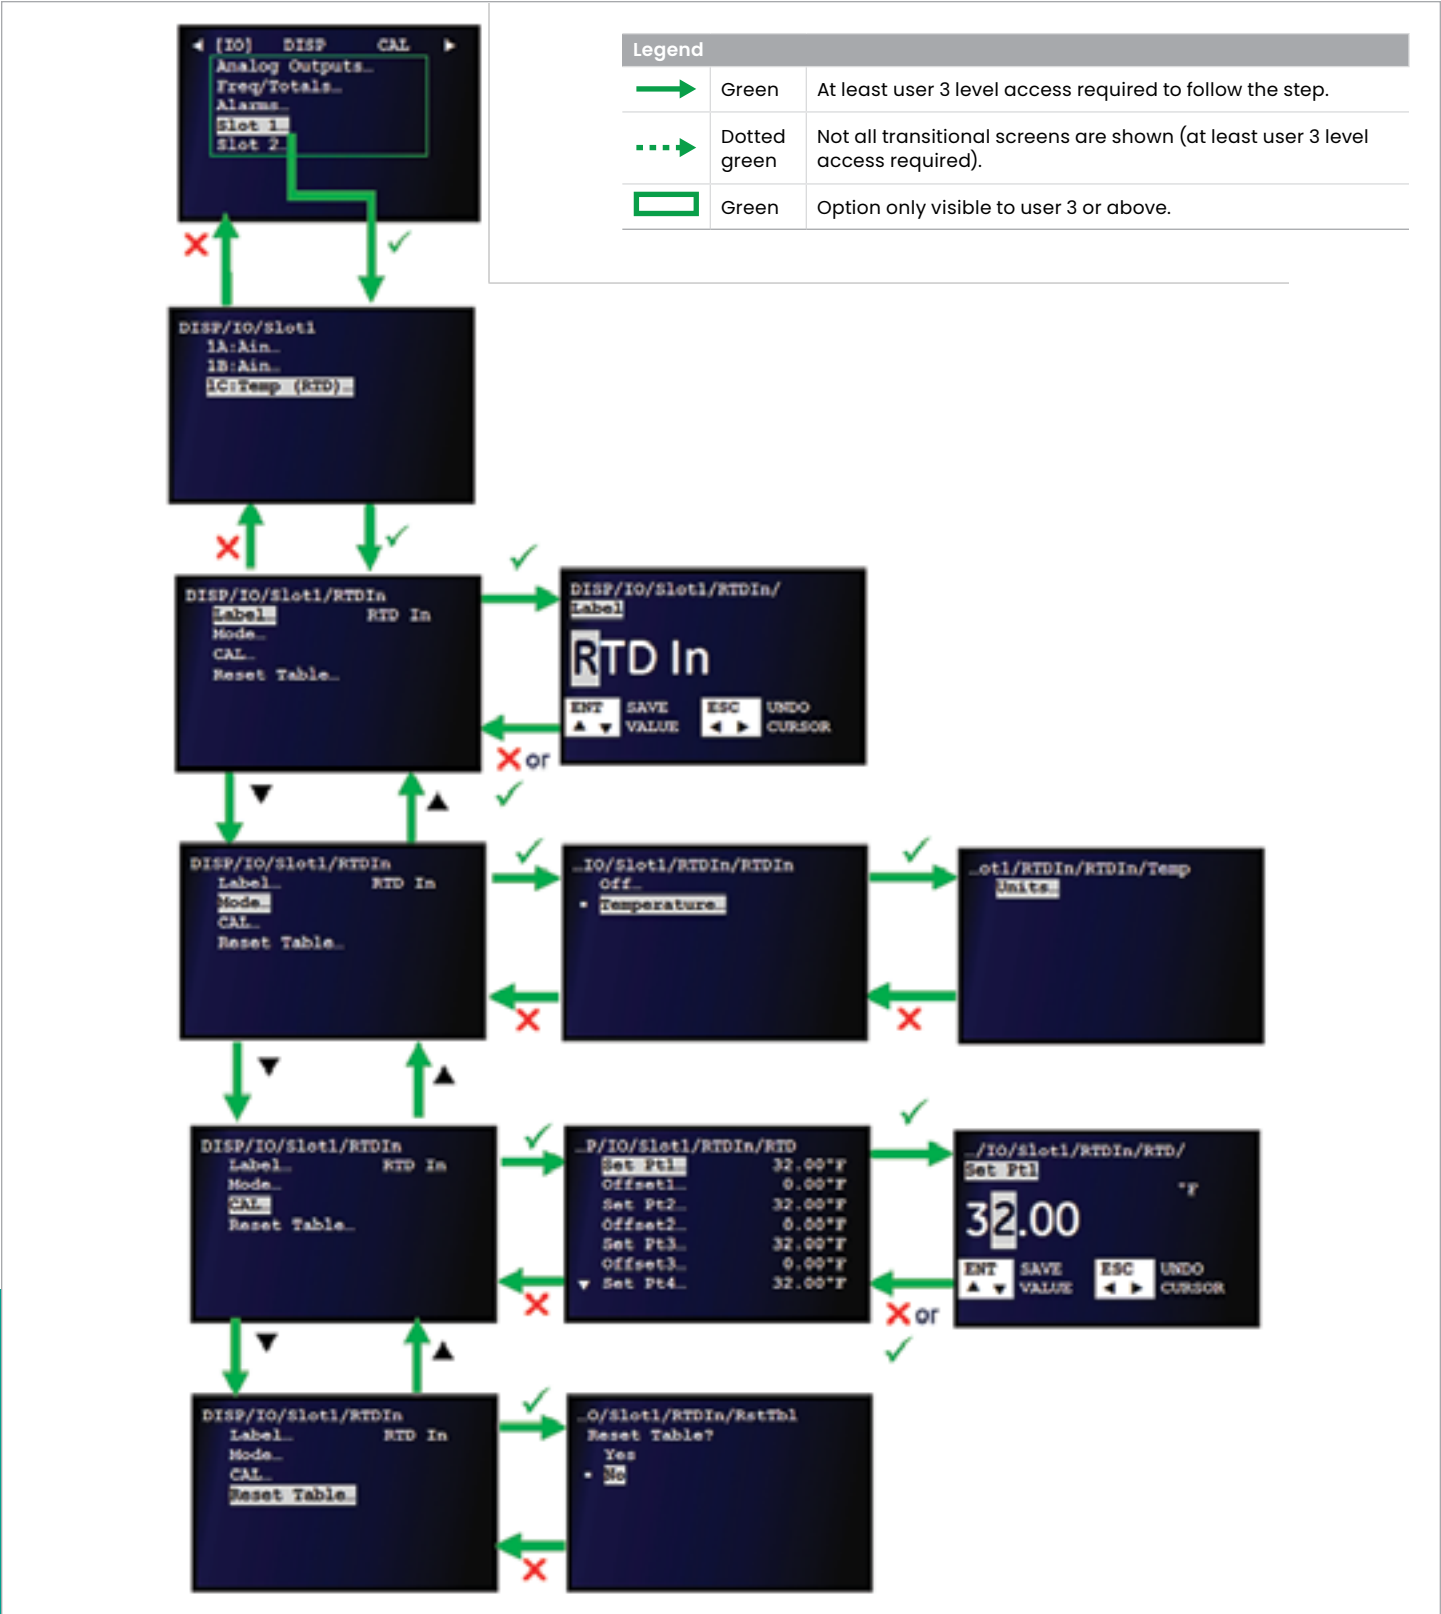 [IO] DISP CAL
Analog Outputs…
Freq/Totals…
Alarms…
Slot 1…
Slot 2…
Legend
Green At least user 3 level access required to follow the step.
Dotted green Not all transitional screens are shown (at least user 3 level
access required).
Green Option only visible to user 3 or above.
DISP/IO/Slot1
1A:Ain…
1B:Ain…
1C:Temp (RTD)…
DISP/IO/Slot1/RTDIn
Label… RTD In
Mode…
CAL…
Reset Table…
DISP/IO/Slot1/RTDIn/
Label
RTD In
ENT SAVE ESC UNDO
VALUE CURSOR
or
DISP/IO/Slot1/RTDIn
Label… RTD In
Mode…
CAL…
Reset Table…
…IO/Slot1/RTDIn/RTDIn
Off…
Temperature…
…ot1/RTDIn/RTDIn/Temp
Units…
DISP/IO/Slot1/RTDIn
Label… RTD In
Mode…
CAL…
Reset Table…
…P/IO/Slot1/RTDIn/RTD
Set Pt1… 32.00°F
Offset1… 0.00°F
Set Pt2… 32.00°F
Offset2… 0.00°F
Set Pt3… 32.00°F
Offset3… 0.00°F
Set Pt4… 32.00°F
…/IO/Slot1/RTDIn/RTD/
Set Pt1
°F
32.00
ENT SAVE ESC UNDO
VALUE CURSOR
or
DISP/IO/Slot1/RTDIn
Label… RTD In
Mode…
CAL…
Reset Table…
…O/Slot1/RTDIn/RstTbl
Reset Table?
Yes
No